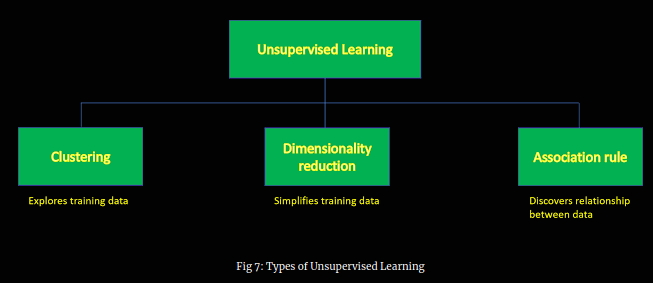 Unsupervised Learning
Clustering
Dimensionality
reduction
Association rule
Explores training data
Simplifies training data
Discovers relationship
between data
Fig 7: Types of Unsupervised Learning